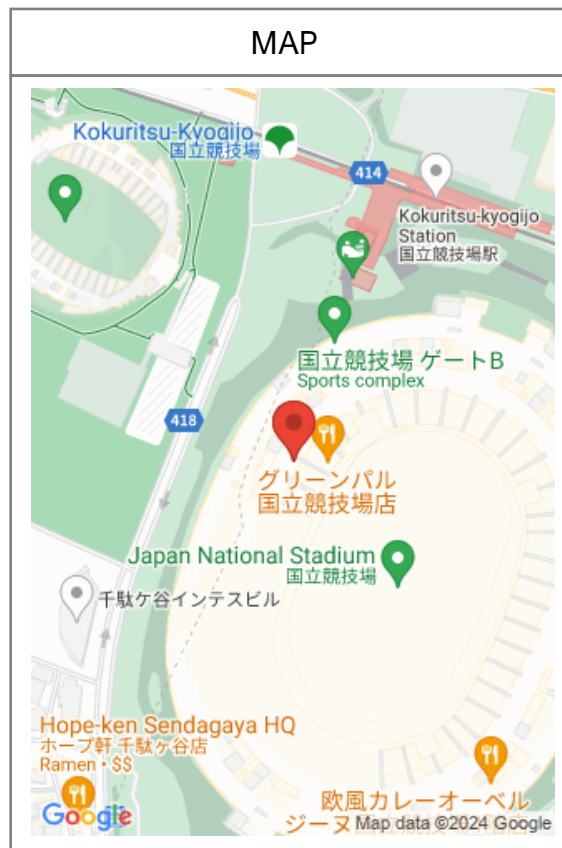 MAP
Kokuritsu-Kyogijo
国立競技場
414
Kokuritsu-kyogijo
Station
国立競技場駅
国立競技場 ゲートB
Sports complex
418
グリーンパル
国立競技場店
Japan National Stadium
国立競技場
千駄ケ谷インテスビル
Hope-ken Sendagaya HQ
ホープ軒 千駄ヶ谷店
Ramen • $$
欧風カレーオーベル
ジーヌ
Google
Map data ©2024 Google